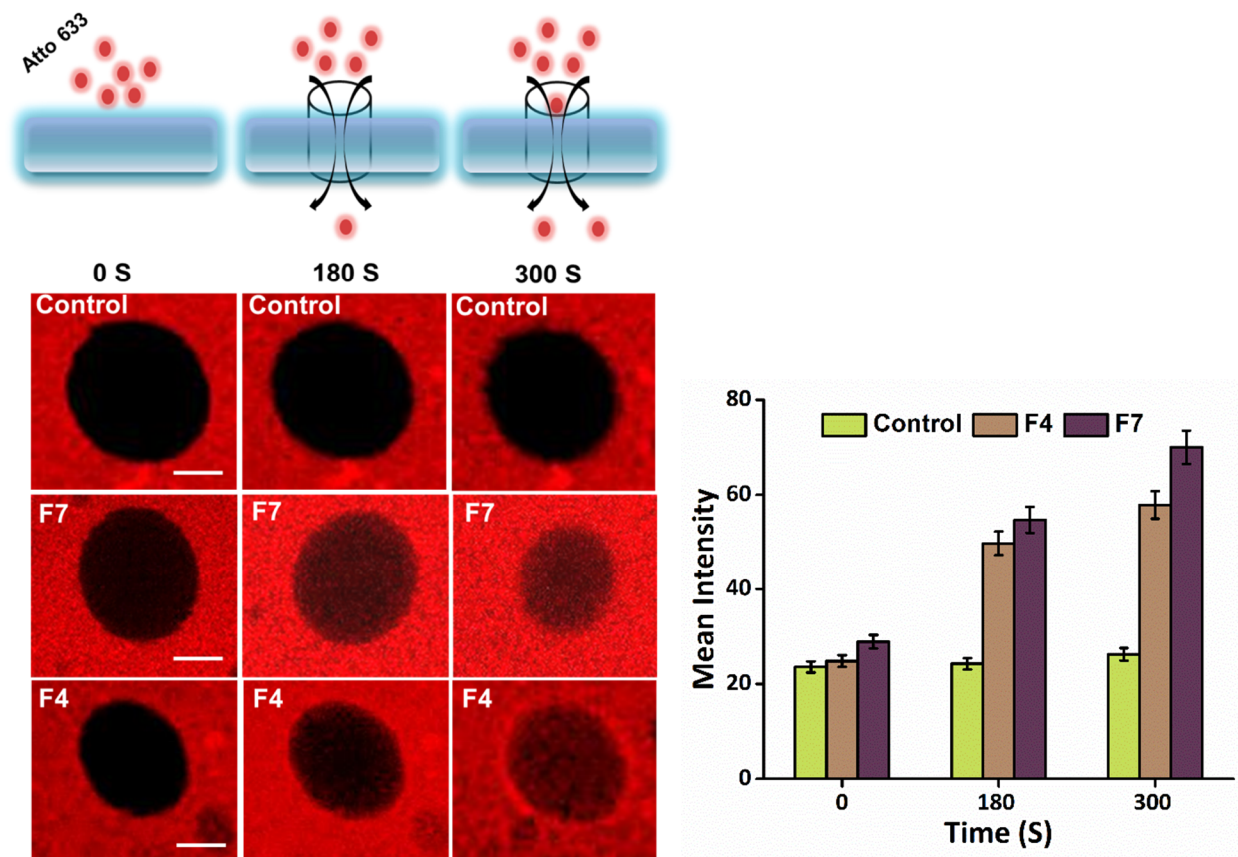 Atto 633
0 S 180 S 300 S
Control Control Control
F7 F7 F7
F4 F4 F4
80
60
40
20
0
Mean Intensity
Control F4 F7
0 180 300
Time (S)